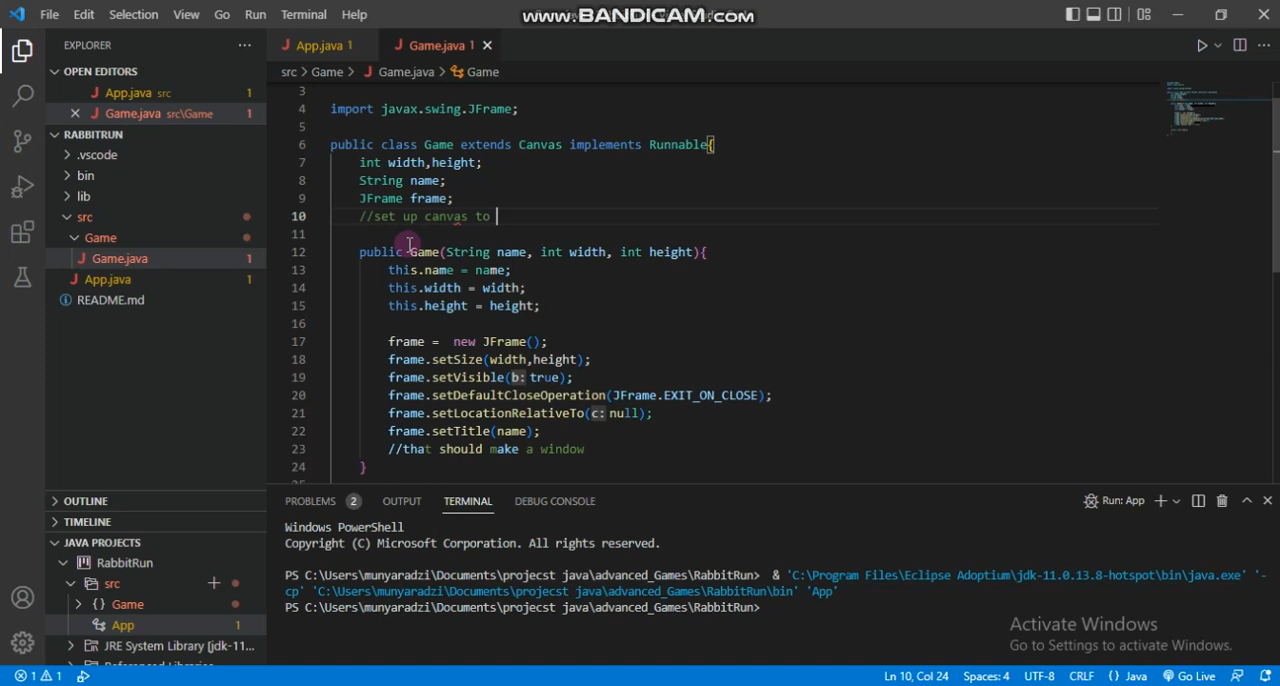 File Edit Selection View Go Run Terminal Help
www.BANDICAM.com
EXPLORER
OPEN EDITORS
App.java src 1
Game.java src\Game 1
RABBITRUN
.vscode
bin
lib
src
Game
Game.java 1
App.java 1
README.md
OUTLINE
TIMELINE
JAVA PROJECTS
RabbitRun
src
Game
App 1
JRE System Library [jdk-11...
App.java 1 Game.java 1
src > Game > Game.java > Game
3
4 import javax.swing.JFrame;
5
6 public class Game extends Canvas implements Runnable{
7 int width,height;
8 String name;
9 JFrame frame;
10 //set up canvas to
11
12 public Game(String name, int width, int height){
13 this.name = name;
14 this.width = width;
15 this.height = height;
16
17 frame =  new JFrame();
18 frame.setSize(width,height);
19 frame.setVisible(b: true);
20 frame.setDefaultCloseOperation(JFrame.EXIT_ON_CLOSE);
21 frame.setLocationRelativeTo(c: null);
22 frame.setTitle(name);
23 //that should make a window
24 }
PROBLEMS 2 OUTPUT TERMINAL DEBUG CONSOLE Run: App
Windows PowerShell
Copyright (C) Microsoft Corporation. All rights reserved.
PS C:\Users\munyaradzi\Documents\projecst java\advanced_Games\RabbitRun>  & 'C:\Program Files\Eclipse Adoptium\jdk-11.0.13.8-hotspot\bin\java.exe' '-
cp' 'C:\Users\munyaradzi\Documents\projecst java\advanced_Games\RabbitRun\bin' 'App'
PS C:\Users\munyaradzi\Documents\projecst java\advanced_Games\RabbitRun>
Activate Windows
Go to Settings to activate Windows.
1 1 Ln 10, Col 24 Spaces: 4 UTF-8 CRLF {} Java Go Live